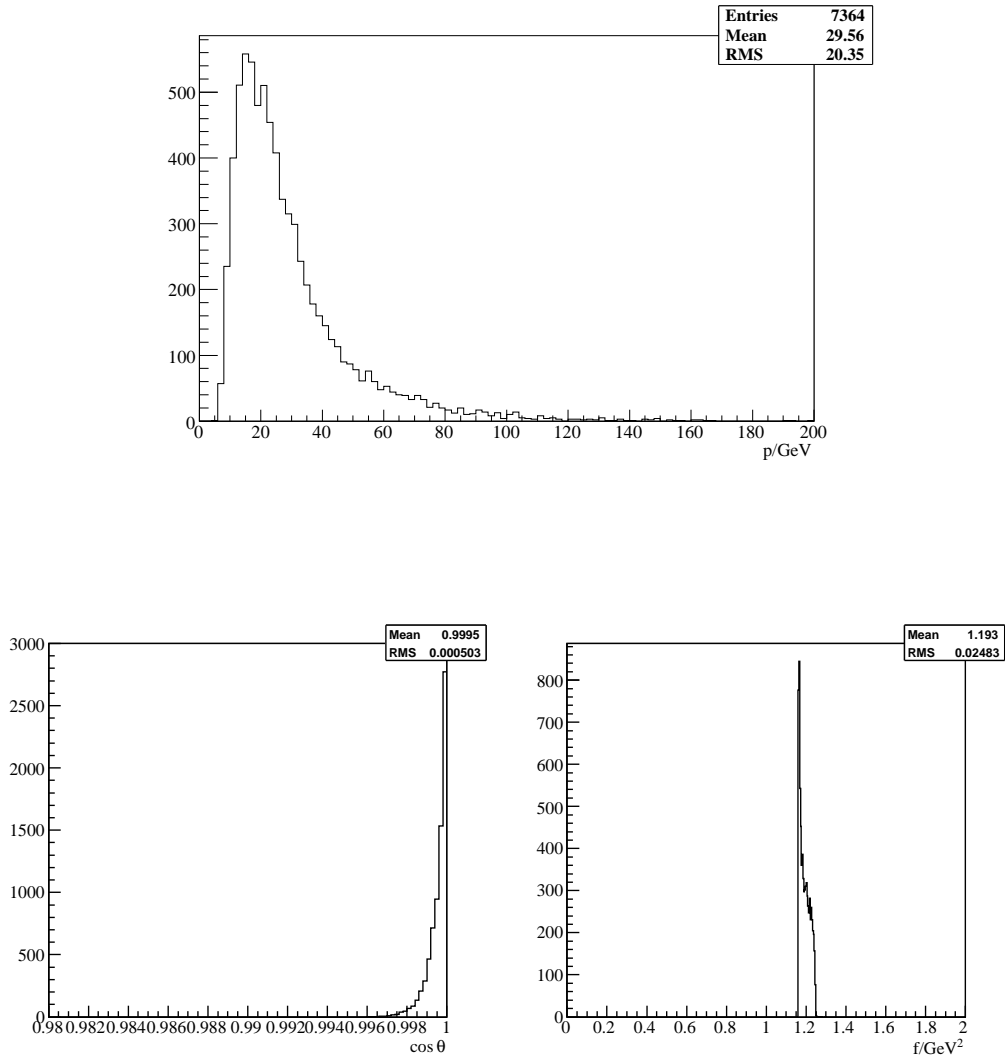 Entries 7364
Mean 29.56
RMS 20.35
500
400
300
200
100
0
0 20 40 60 80 100 120 140 160 180 200
p/GeV
Mean 0.9995
RMS 0.000503
3000
2500
2000
1500
1000
500
0
0.98 0.982 0.984 0.986 0.988 0.99 0.992 0.994 0.996 0.998 1
cos θ
Mean 1.193
RMS 0.02483
800
700
600
500
400
300
200
100
0
0 0.2 0.4 0.6 0.8 1 1.2 1.4 1.6 1.8 2
f/GeV²